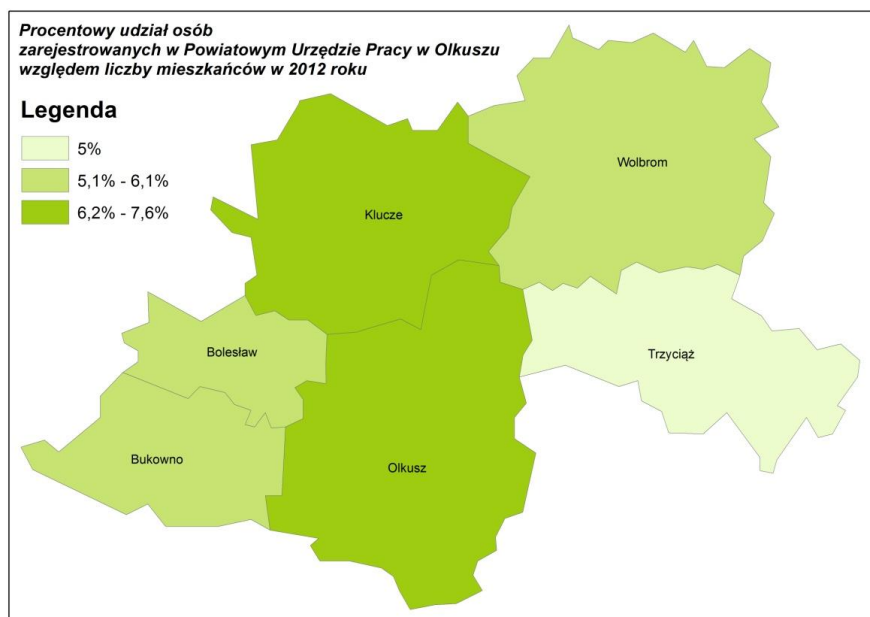 Procentowy udział osób
zarejestrowanych w Powiatowym Urzędzie Pracy w Olkuszu
względem liczby mieszkańców w 2012 roku
Legenda
5%
5,1% - 6,1%
6,2% - 7,6%
Wolbrom
Klucze
Bolesław
Trzyciąż
Bukowno
Olkusz